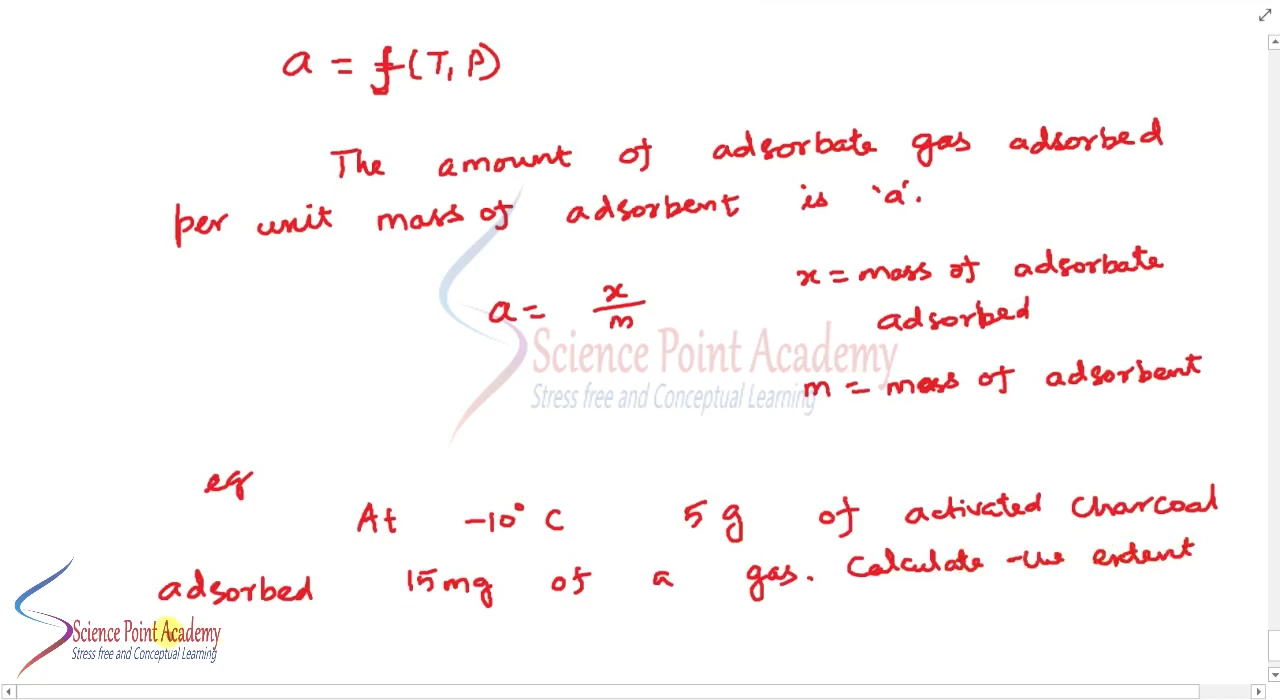 a = f(T, P)
The amount of adsorbate gas adsorbed
per unit mass of adsorbent is 'a'.
a = x/m
x = mass of adsorbate
adsorbed
m = mass of adsorbent
Science Point Academy
Stress free and Conceptual Learning
eg
At -10° C 5 g of activated charcoal
adsorbed 15mg of a gas. Calculate the extent
Science Point Academy
Stress free and Conceptual Learning